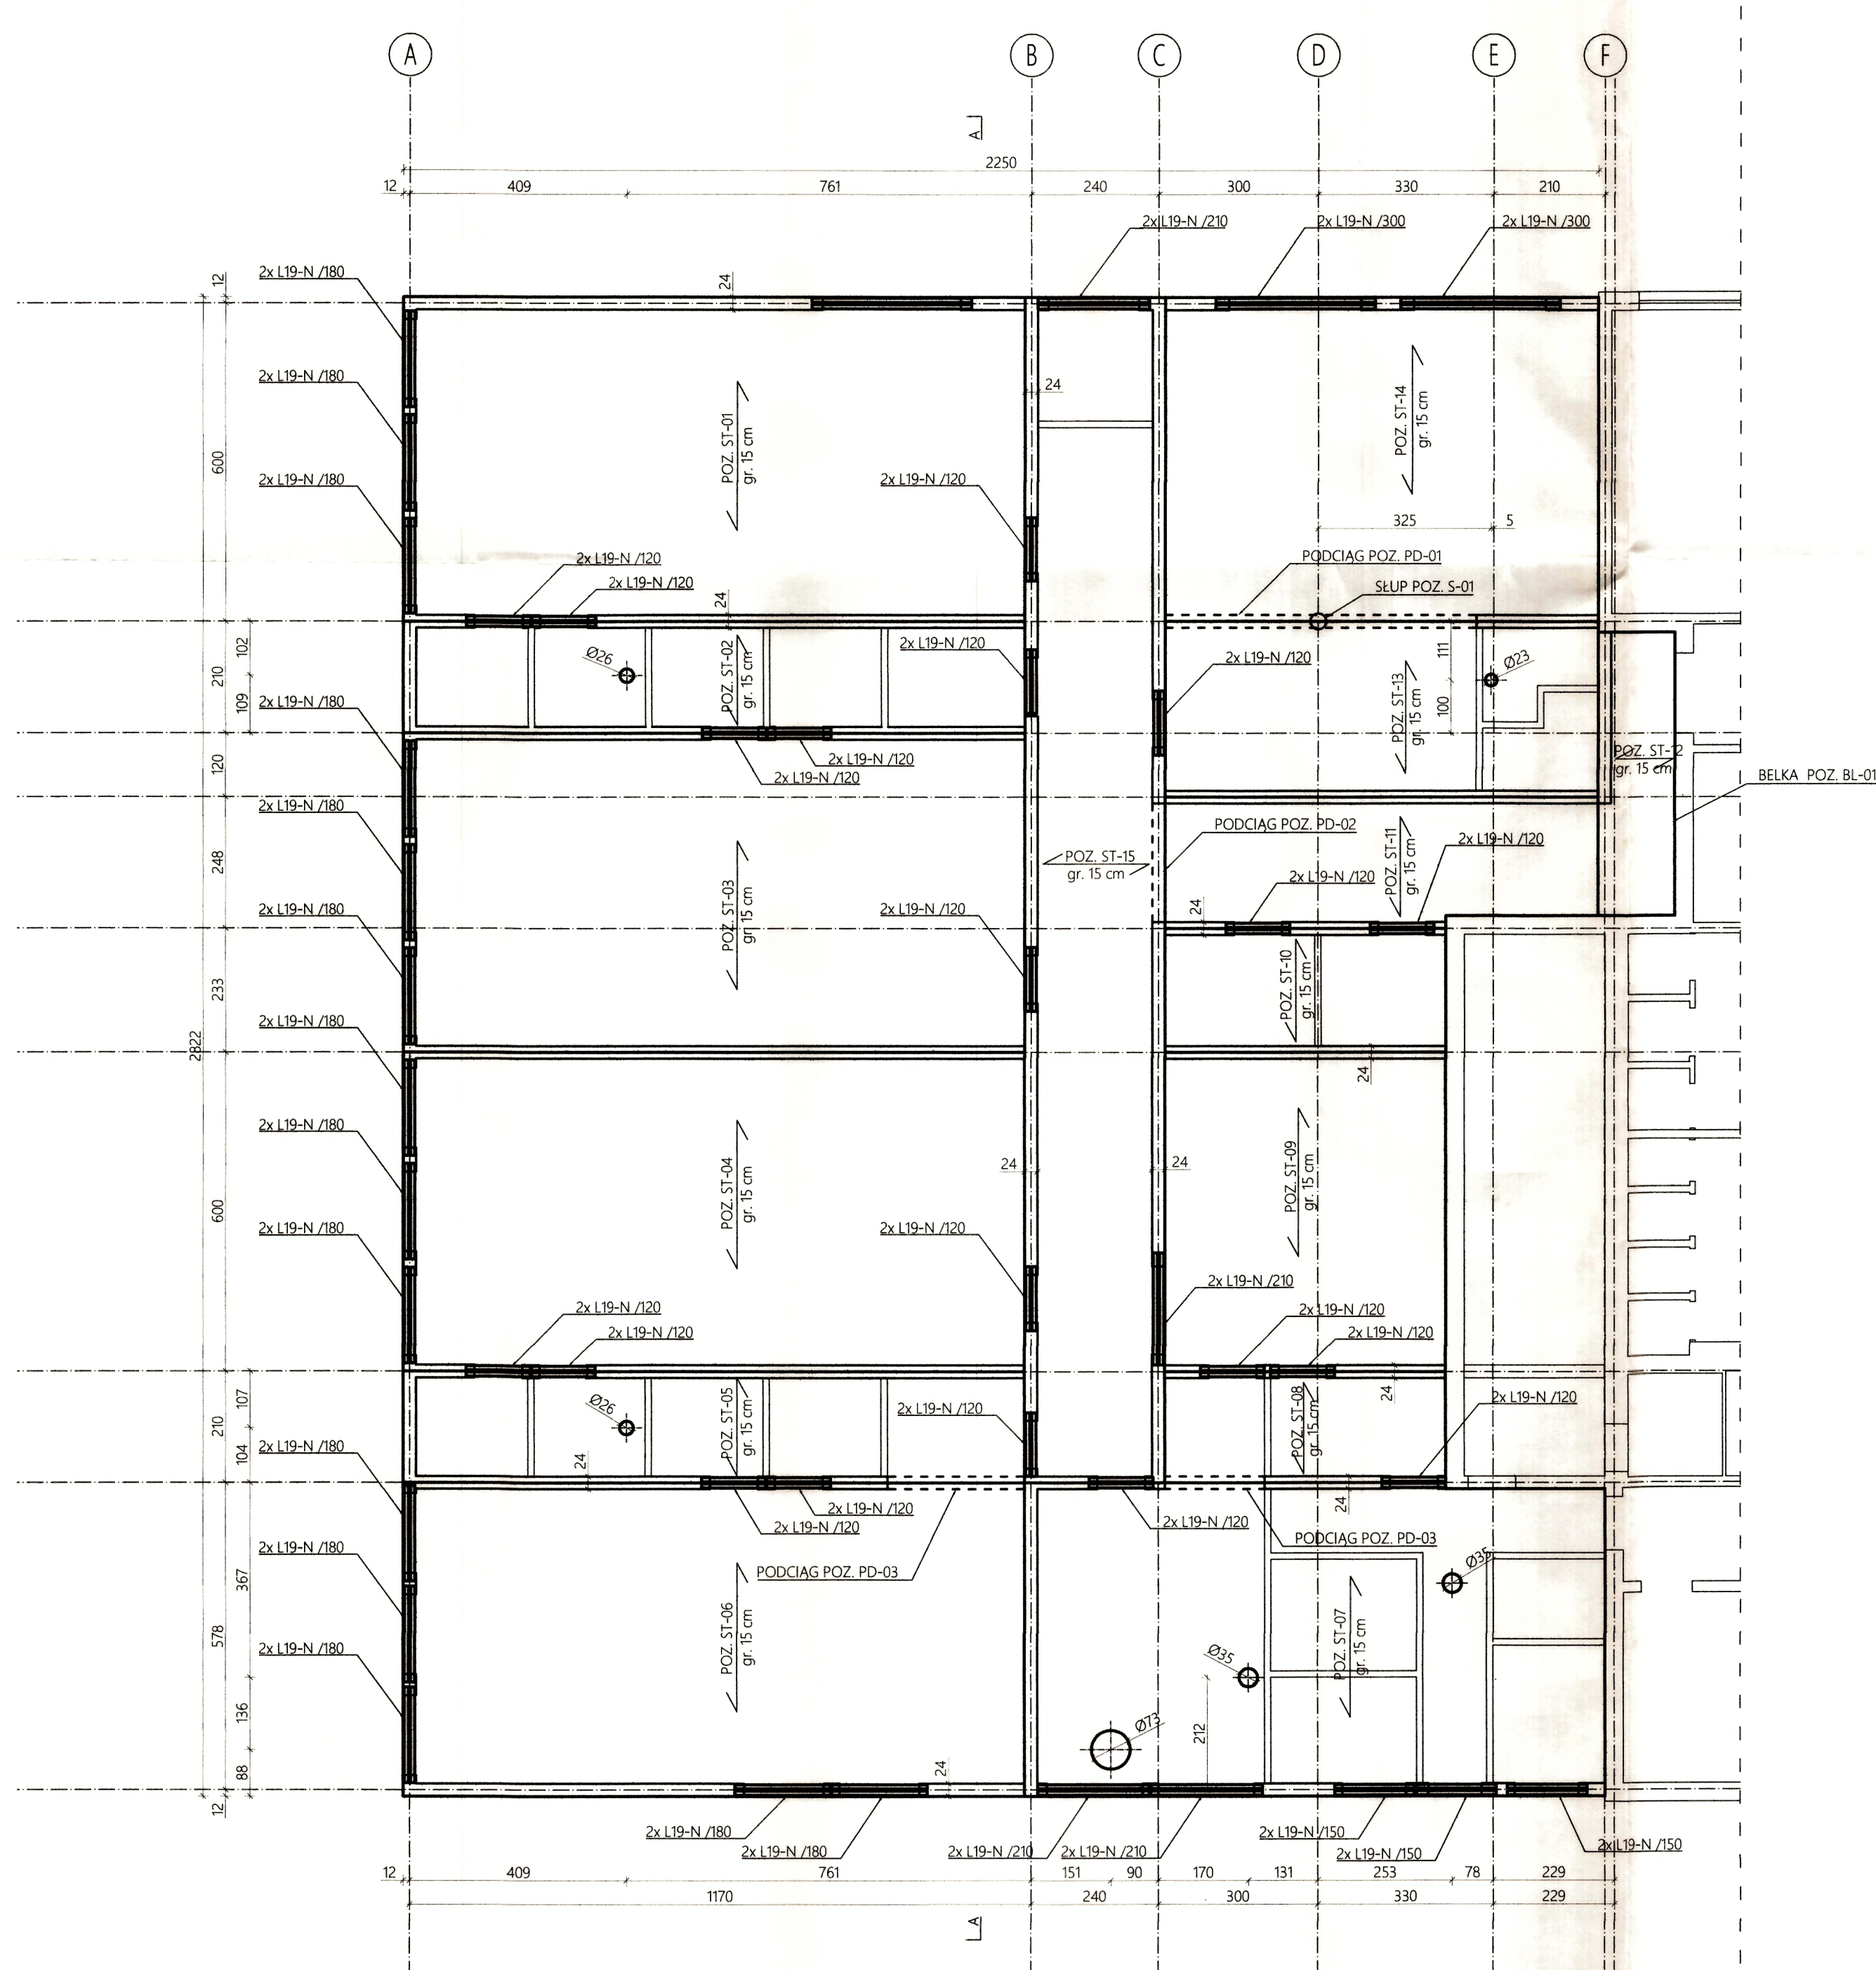 A
B
C
D
E
F
A
2250
12
409
761
240
300
330
210
2x L19-N /210
2x L19-N /300
2x L19-N /300
2x L19-N /180
12
24
2x L19-N /180
24
POZ. ST-01
gr. 15 cm
POZ. ST-14
gr. 15 cm
600
2x L19-N /180
2x L19-N /120
325
5
2x L19-N /120
PODCIĄG POZ. PD-01
2x L19-N /120
24
SŁUP POZ. S-01
102
210
109
Ø26
POZ. ST-02
gr. 15 cm
2x L19-N /120
2x L19-N /120
111
100
Ø23
POZ. ST-13
gr. 15 cm
2x L19-N /180
2x L19-N /120
2x L19-N /120
POZ. ST-12
gr. 15 cm
BELKA POZ. BL-01
120
2x L19-N /180
PODCIĄG POZ. PD-02
POZ. ST-11
gr. 15 cm
2x L19-N /120
248
POZ. ST-15
gr. 15 cm
2x L19-N /120
POZ. ST-03
gr. 15 cm
2x L19-N /180
2x L19-N /120
24
POZ. ST-10
gr. 15 cm
233
2822
2x L19-N /180
24
2x L19-N /180
POZ. ST-04
gr. 15 cm
24
24
POZ. ST-09
gr. 15 cm
600
2x L19-N /180
2x L19-N /120
2x L19-N /210
2x L19-N /120
2x L19-N /120
2x L19-N /120
2x L19-N /120
107
210
104
Ø26
POZ. ST-05
gr. 15 cm
2x L19-N /120
24
POZ. ST-08
gr. 15 cm
2x L19-N /120
2x L19-N /180
24
2x L19-N /120
2x L19-N /120
2x L19-N /120
24
PODCIĄG POZ. PD-03
2x L19-N /180
PODCIĄG POZ. PD-03
Ø35
367
578
POZ. ST-06
gr. 15 cm
POZ. ST-07
gr. 15 cm
2x L19-N /180
Ø35
136
212
Ø73
88
24
12
2x L19-N /180
2x L19-N /180
2x L19-N /210
2x L19-N /210
2x L19-N /150
2x L19-N /150
2x L19-N /150
12
409
761
151
90
170
131
253
78
229
1170
240
300
330
229
A